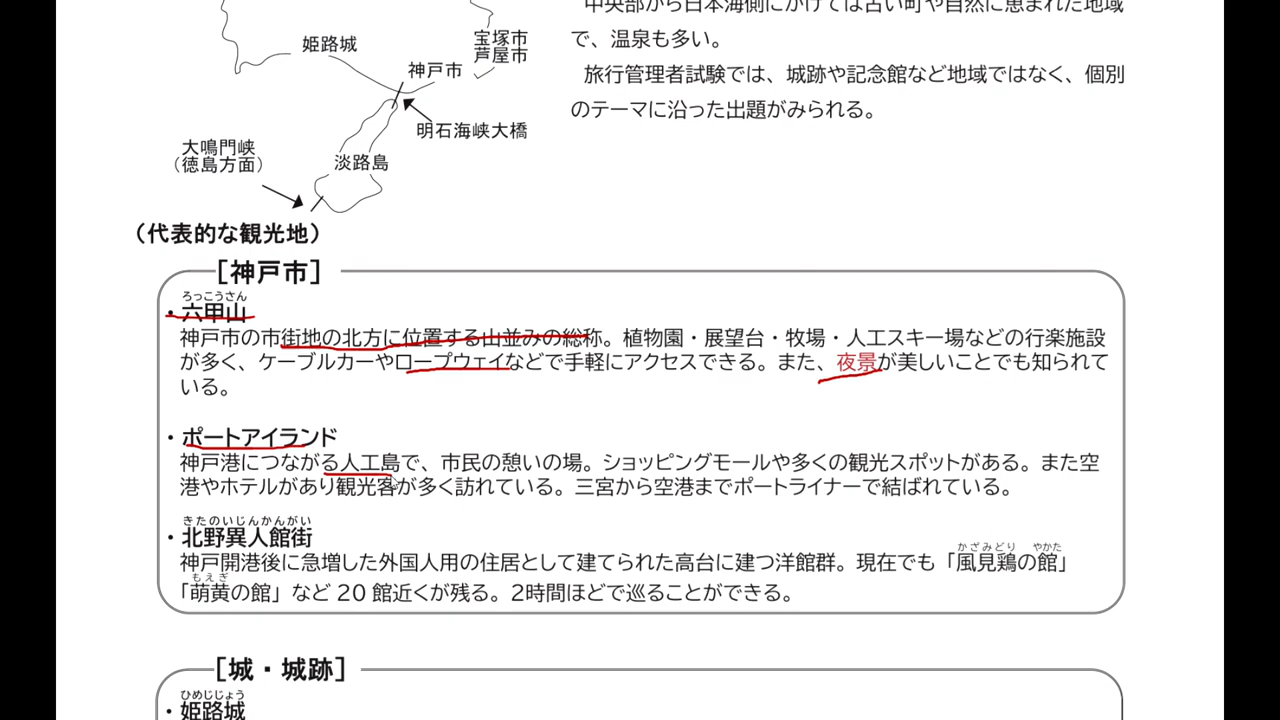 中央部から日本海側にかけては古い町や自然に恵まれた地域
で、温泉も多い。
旅行管理者試験では、城跡や記念館など地域ではなく、個別
のテーマに沿った出題がみられる。
姫路城
宝塚市
芦屋市
神戸市
明石海峡大橋
大鳴門峡
（徳島方面）
淡路島
（代表的な観光地）
［神戸市］
ろっこうさん
・六甲山
神戸市の市街地の北方に位置する山並みの総称。植物園・展望台・牧場・人工スキー場などの行楽施設
が多く、ケーブルカーやロープウェイなどで手軽にアクセスできる。また、夜景が美しいことでも知られて
いる。
・ポートアイランド
神戸港につながる人工島で、市民の憩いの場。ショッピングモールや多くの観光スポットがある。また空
港やホテルがあり観光客が多く訪れている。三宮から空港までポートライナーで結ばれている。
きたのいじんかんがい
・北野異人館街
かざみどり やかた
神戸開港後に急増した外国人用の住居として建てられた高台に建つ洋館群。現在でも「風見鶏の館」
もえぎ
「萌黄の館」など 20 館近くが残る。2時間ほどで巡ることができる。
［城・城跡］
ひめじじょう
・姫路城